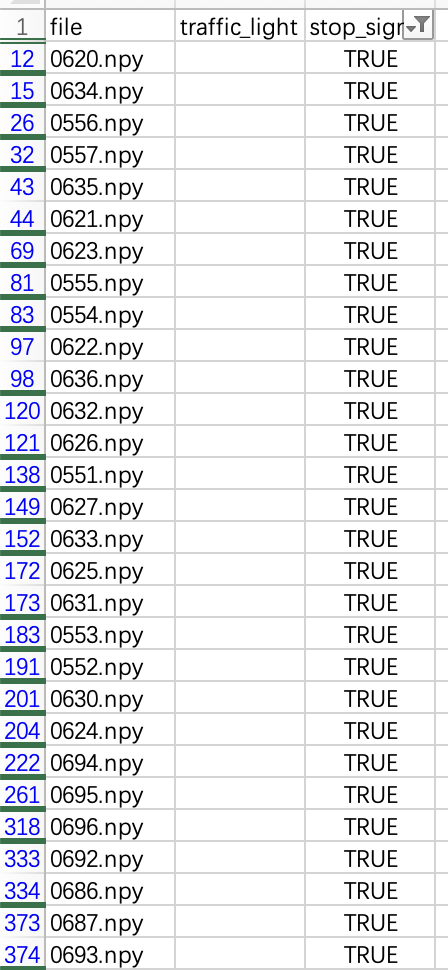 1 file traffic_light stop_sigr
12 0620.npy TRUE
15 0634.npy TRUE
26 0556.npy TRUE
32 0557.npy TRUE
43 0635.npy TRUE
44 0621.npy TRUE
69 0623.npy TRUE
81 0555.npy TRUE
83 0554.npy TRUE
97 0622.npy TRUE
98 0636.npy TRUE
120 0632.npy TRUE
121 0626.npy TRUE
138 0551.npy TRUE
149 0627.npy TRUE
152 0633.npy TRUE
172 0625.npy TRUE
173 0631.npy TRUE
183 0553.npy TRUE
191 0552.npy TRUE
201 0630.npy TRUE
204 0624.npy TRUE
222 0694.npy TRUE
261 0695.npy TRUE
318 0696.npy TRUE
333 0692.npy TRUE
334 0686.npy TRUE
373 0687.npy TRUE
374 0693.npy TRUE